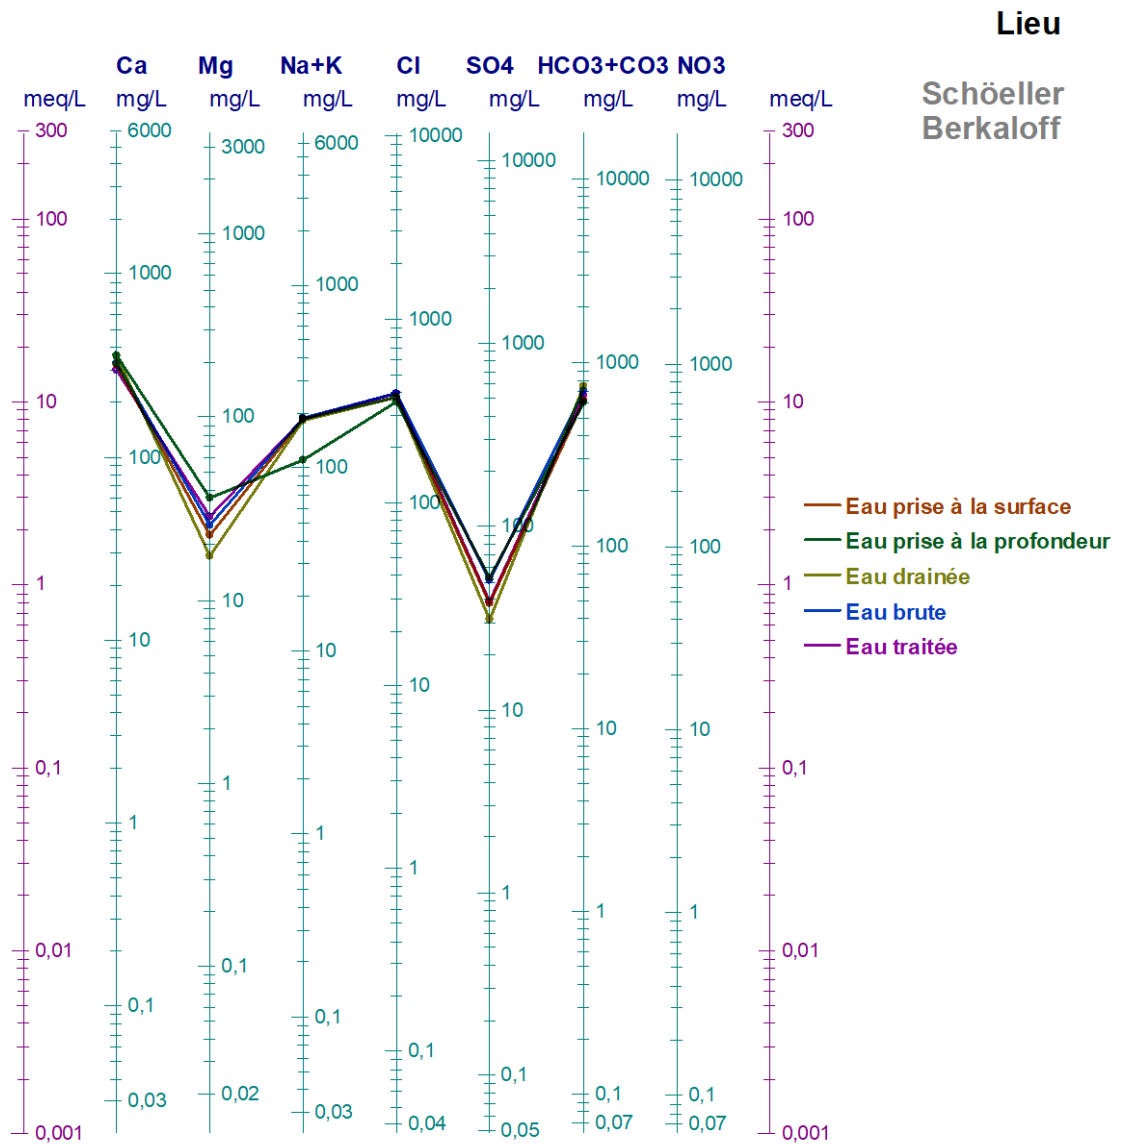 Lieu
Ca Mg Na+K Cl SO4 HCO3+CO3 NO3
meq/L mg/L mg/L mg/L mg/L mg/L mg/L mg/L meq/L
Schöeller
Berkaloff
300 6000 3000 6000 10000 10000 10000 10000 300
100 1000 1000 1000 1000 1000 1000 1000 100
10 100 100 100 100 100 100 100 10
1 10 10 10 10 10 10 10 1
0,1 1 1 1 1 1 1 1 0,1
0,01 0,1 0,1 0,1 0,1 0,1 0,1 0,1 0,01
0,001 0,03 0,02 0,03 0,04 0,05 0,07 0,07 0,001
Eau prise à la surface
Eau prise à la profondeur
Eau drainée
Eau brute
Eau traitée